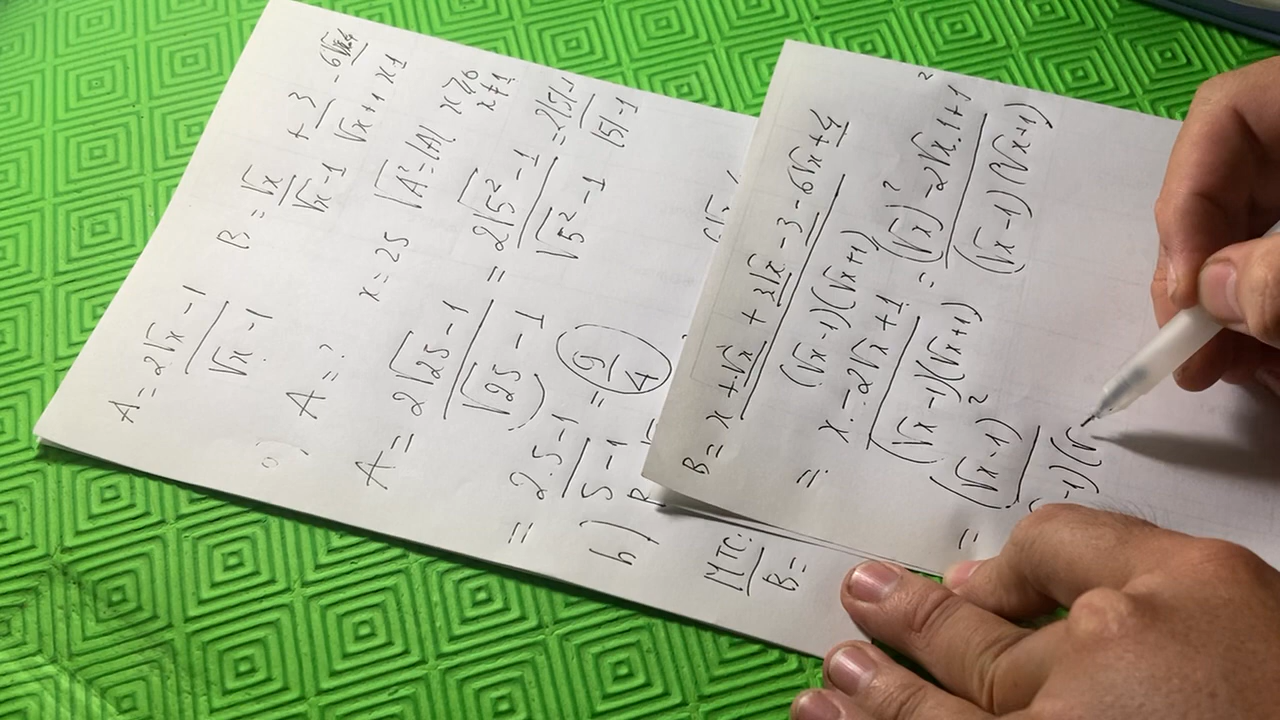 A = (2√x - 1)/(√x - 1) B = √x/(√x - 1) + 3/(√x + 1) - (6√x - 4)/(x - 1)
a) A = ? x = 25 √A² = |A| x ≥ 0 x ≠ 1
A = (2√25 - 1)/(√25 - 1) = (2√5² - 1)/(√5² - 1) = (2|5| - 1)/(|5| - 1)
= (2.5 - 1)/(5 - 1) = 9/4
b)
MTC:
B =
B = (x + √x + 3√x - 3 - 6√x + 4)/((√x - 1)(√x + 1))
= (x - 2√x + 1)/((√x - 1)(√x + 1)) = ((√x)² - 2√x.1 + 1²)/((√x - 1)(√x + 1))
= (√x - 1)²/( - 1)(√